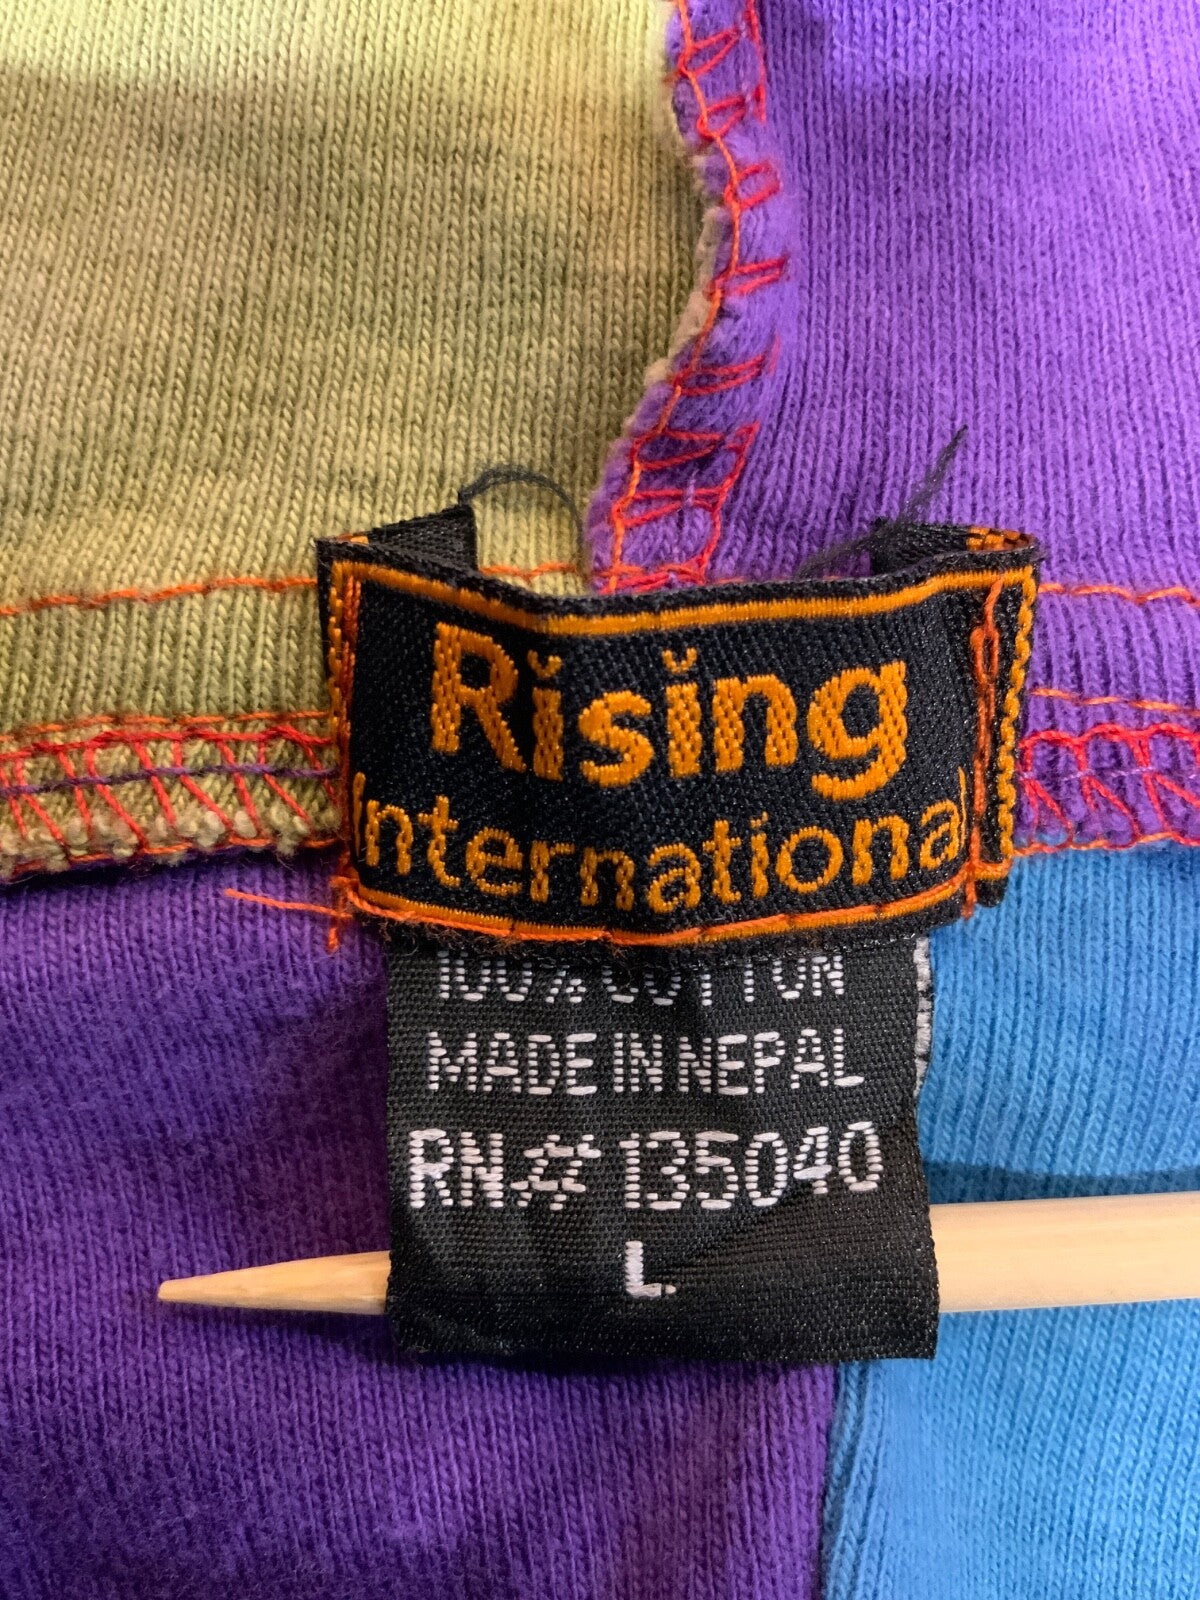 Rising
International
100% COTTON
MADE IN NEPAL
RN# 135040
L